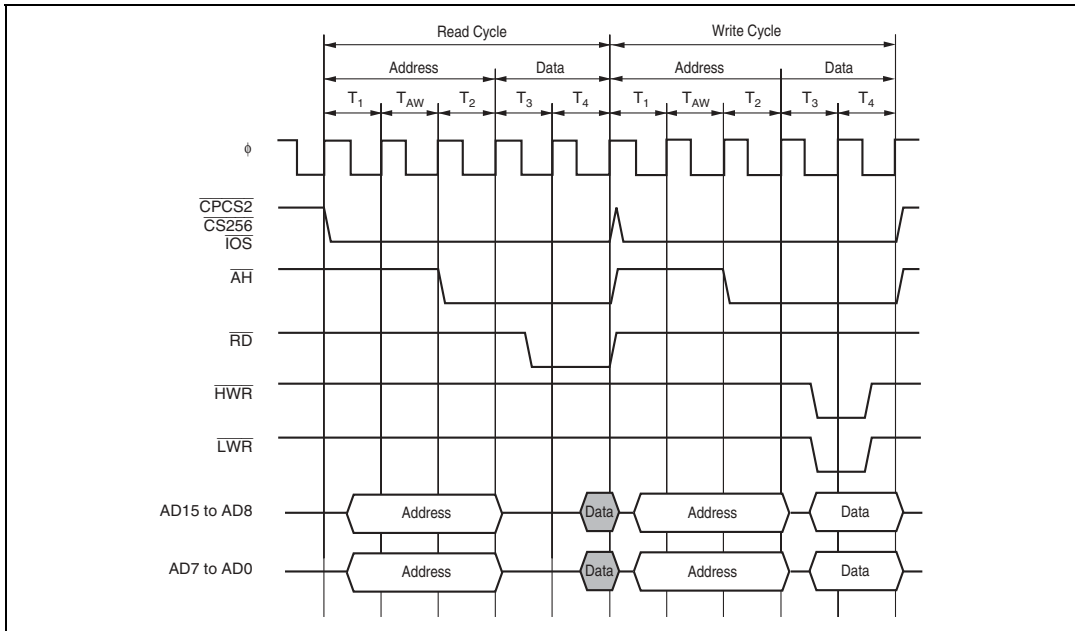 Read Cycle Write Cycle
Address Data Address Data
T1 TAW T2 T3 T4 T1 TAW T2 T3 T4
ϕ
CPCS2
CS256
IOS
AH
RD
HWR
LWR
AD15 to AD8 Address Data Address Data
AD7 to AD0 Address Data Address Data